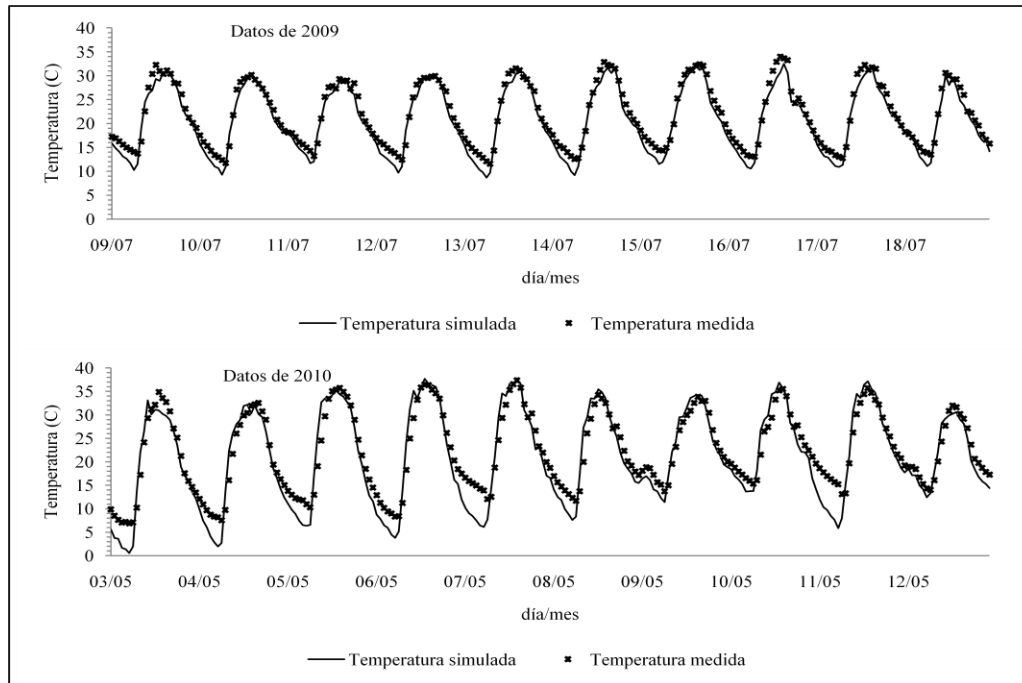 Datos de 2009
Temperatura (C)
40
35
30
25
20
15
10
5
0
09/07 10/07 11/07 12/07 13/07 14/07 15/07 16/07 17/07 18/07
día/mes
Temperatura simulada Temperatura medida
Datos de 2010
Temperatura (C)
40
35
30
25
20
15
10
5
0
03/05 04/05 05/05 06/05 07/05 08/05 09/05 10/05 11/05 12/05
día/mes
Temperatura simulada Temperatura medida